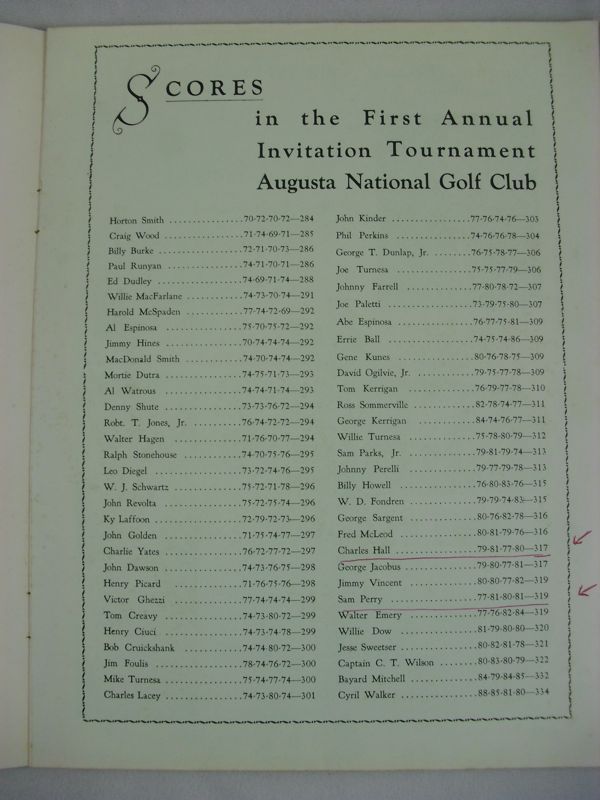 SCORES
in the First Annual
Invitation Tournament
Augusta National Golf Club
Horton Smith ................70-72-70-72—284
Craig Wood ................71-74-69-71—285
Billy Burke ................72-71-70-73—286
Paul Runyan ................74-71-70-71—286
Ed Dudley ................74-69-71-74—288
Willie MacFarlane ............74-73-70-74—291
Harold McSpaden ............77-74-72-69—292
Al Espinosa ................75-70-75-72—292
Jimmy Hines ................70-74-74-74—292
MacDonald Smith ............74-70-74-74—292
Mortie Dutra ................74-75-71-73—293
Al Watrous ................74-74-71-74—293
Denny Shute ................73-73-76-72—294
Robt. T. Jones, Jr. ............76-74-72-72—294
Walter Hagen ................71-76-70-77—294
Ralph Stonehouse ............74-70-75-76—295
Leo Diegel ................73-72-74-76—295
W. J. Schwartz ................75-72-71-78—296
John Revolta ................75-72-75-74—296
Ky Laffoon ................72-79-72-73—296
John Golden ................71-75-74-77—297
Charlie Yates ................76-72-77-72—297
John Dawson ................74-73-76-75—298
Henry Picard ................71-76-75-76—298
Victor Ghezzi ................77-74-74-74—299
Tom Creavy ................74-73-80-72—299
Henry Ciuci ................74-73-74-78—299
Bob Cruickshank ............74-74-80-72—300
Jim Foulis ................78-74-76-72—300
Mike Turnesa ................75-74-77-74—300
Charles Lacey ................74-73-80-74—301
John Kinder ................77-76-74-76—303
Phil Perkins ................74-76-76-78—304
George T. Dunlap, Jr. ........76-75-78-77—306
Joe Turnesa ................75-75-77-79—306
Johnny Farrell ................77-80-78-72—307
Joe Paletti ................73-79-75-80—307
Abe Espinosa ................76-77-75-81—309
Errie Ball ................74-75-74-86—309
Gene Kunes ................80-76-78-75—309
David Ogilvie, Jr. ............79-75-77-78—309
Tom Kerrigan ................76-79-77-78—310
Ross Sommerville ............82-78-74-77—311
George Kerrigan ............84-74-76-77—311
Willie Turnesa ................75-78-80-79—312
Sam Parks, Jr. ................79-81-79-74—313
Johnny Perelli ................79-77-79-78—313
Billy Howell ................76-80-83-76—315
W. D. Fondren ................79-79-74-83—315
George Sargent ................80-76-82-78—316
Fred McLeod ................80-81-79-76—316
Charles Hall ................79-81-77-80—317
George Jacobus ................79-80-77-81—317
Jimmy Vincent ................80-80-77-82—319
Sam Perry ................77-81-80-81—319
Walter Emery ................77-76-82-84—319
Willie Dow ................81-79-80-80—320
Jesse Sweetser ................80-82-81-78—321
Captain C. T. Wilson ........80-83-80-79—322
Bayard Mitchell ................84-79-84-85—332
Cyril Walker ................88-85-81-80—334